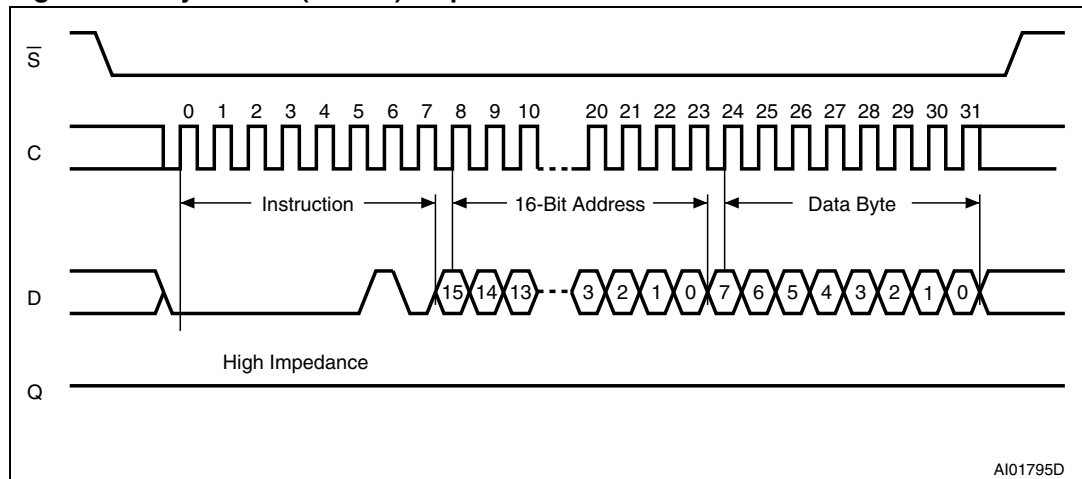 S̅
0 1 2 3 4 5 6 7 8 9 10 20 21 22 23 24 25 26 27 28 29 30 31
C
Instruction 16-Bit Address Data Byte
D
15 14 13 3 2 1 0 7 6 5 4 3 2 1 0
High Impedance
Q
AI01795D